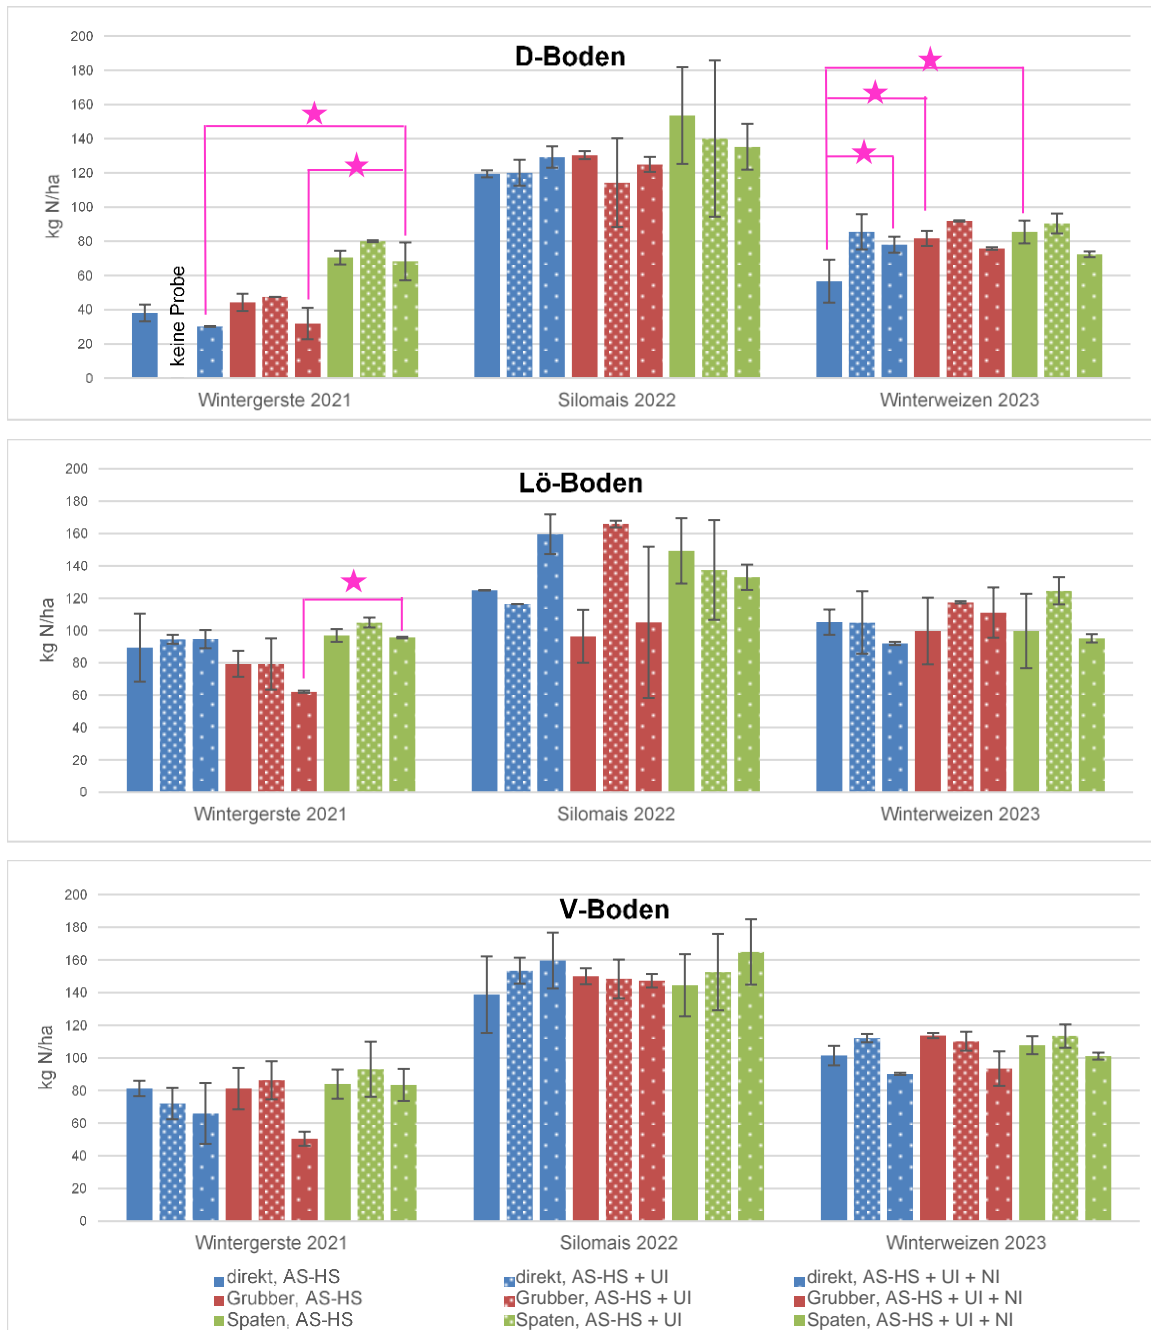 D-Boden
kg N/ha
200
180
160
140
120
100
80
60
40
20
0
keine Probe
Wintergerste 2021
Silomais 2022
Winterweizen 2023
Lö-Boden
kg N/ha
200
180
160
140
120
100
80
60
40
20
0
Wintergerste 2021
Silomais 2022
Winterweizen 2023
V-Boden
kg N/ha
200
180
160
140
120
100
80
60
40
20
0
Wintergerste 2021
Silomais 2022
Winterweizen 2023
direkt, AS-HS
direkt, AS-HS + UI
direkt, AS-HS + UI + NI
Grubber, AS-HS
Grubber, AS-HS + UI
Grubber, AS-HS + UI + NI
Spaten, AS-HS
Spaten, AS-HS + UI
Spaten, AS-HS + UI + NI